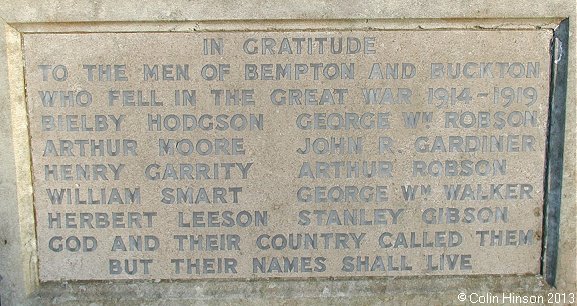 IN GRATITUDE
TO THE MEN OF BEMPTON AND BUCKTON
WHO FELL IN THE GREAT WAR 1914-1919
BIELBY HODGSON GEORGE WM ROBSON
ARTHUR MOORE JOHN R. GARDINER
HENRY GARRITY ARTHUR ROBSON
WILLIAM SMART GEORGE WM WALKER
HERBERT LEESON STANLEY GIBSON
GOD AND THEIR COUNTRY CALLED THEM
BUT THEIR NAMES SHALL LIVE
©Colin Hinson 2013